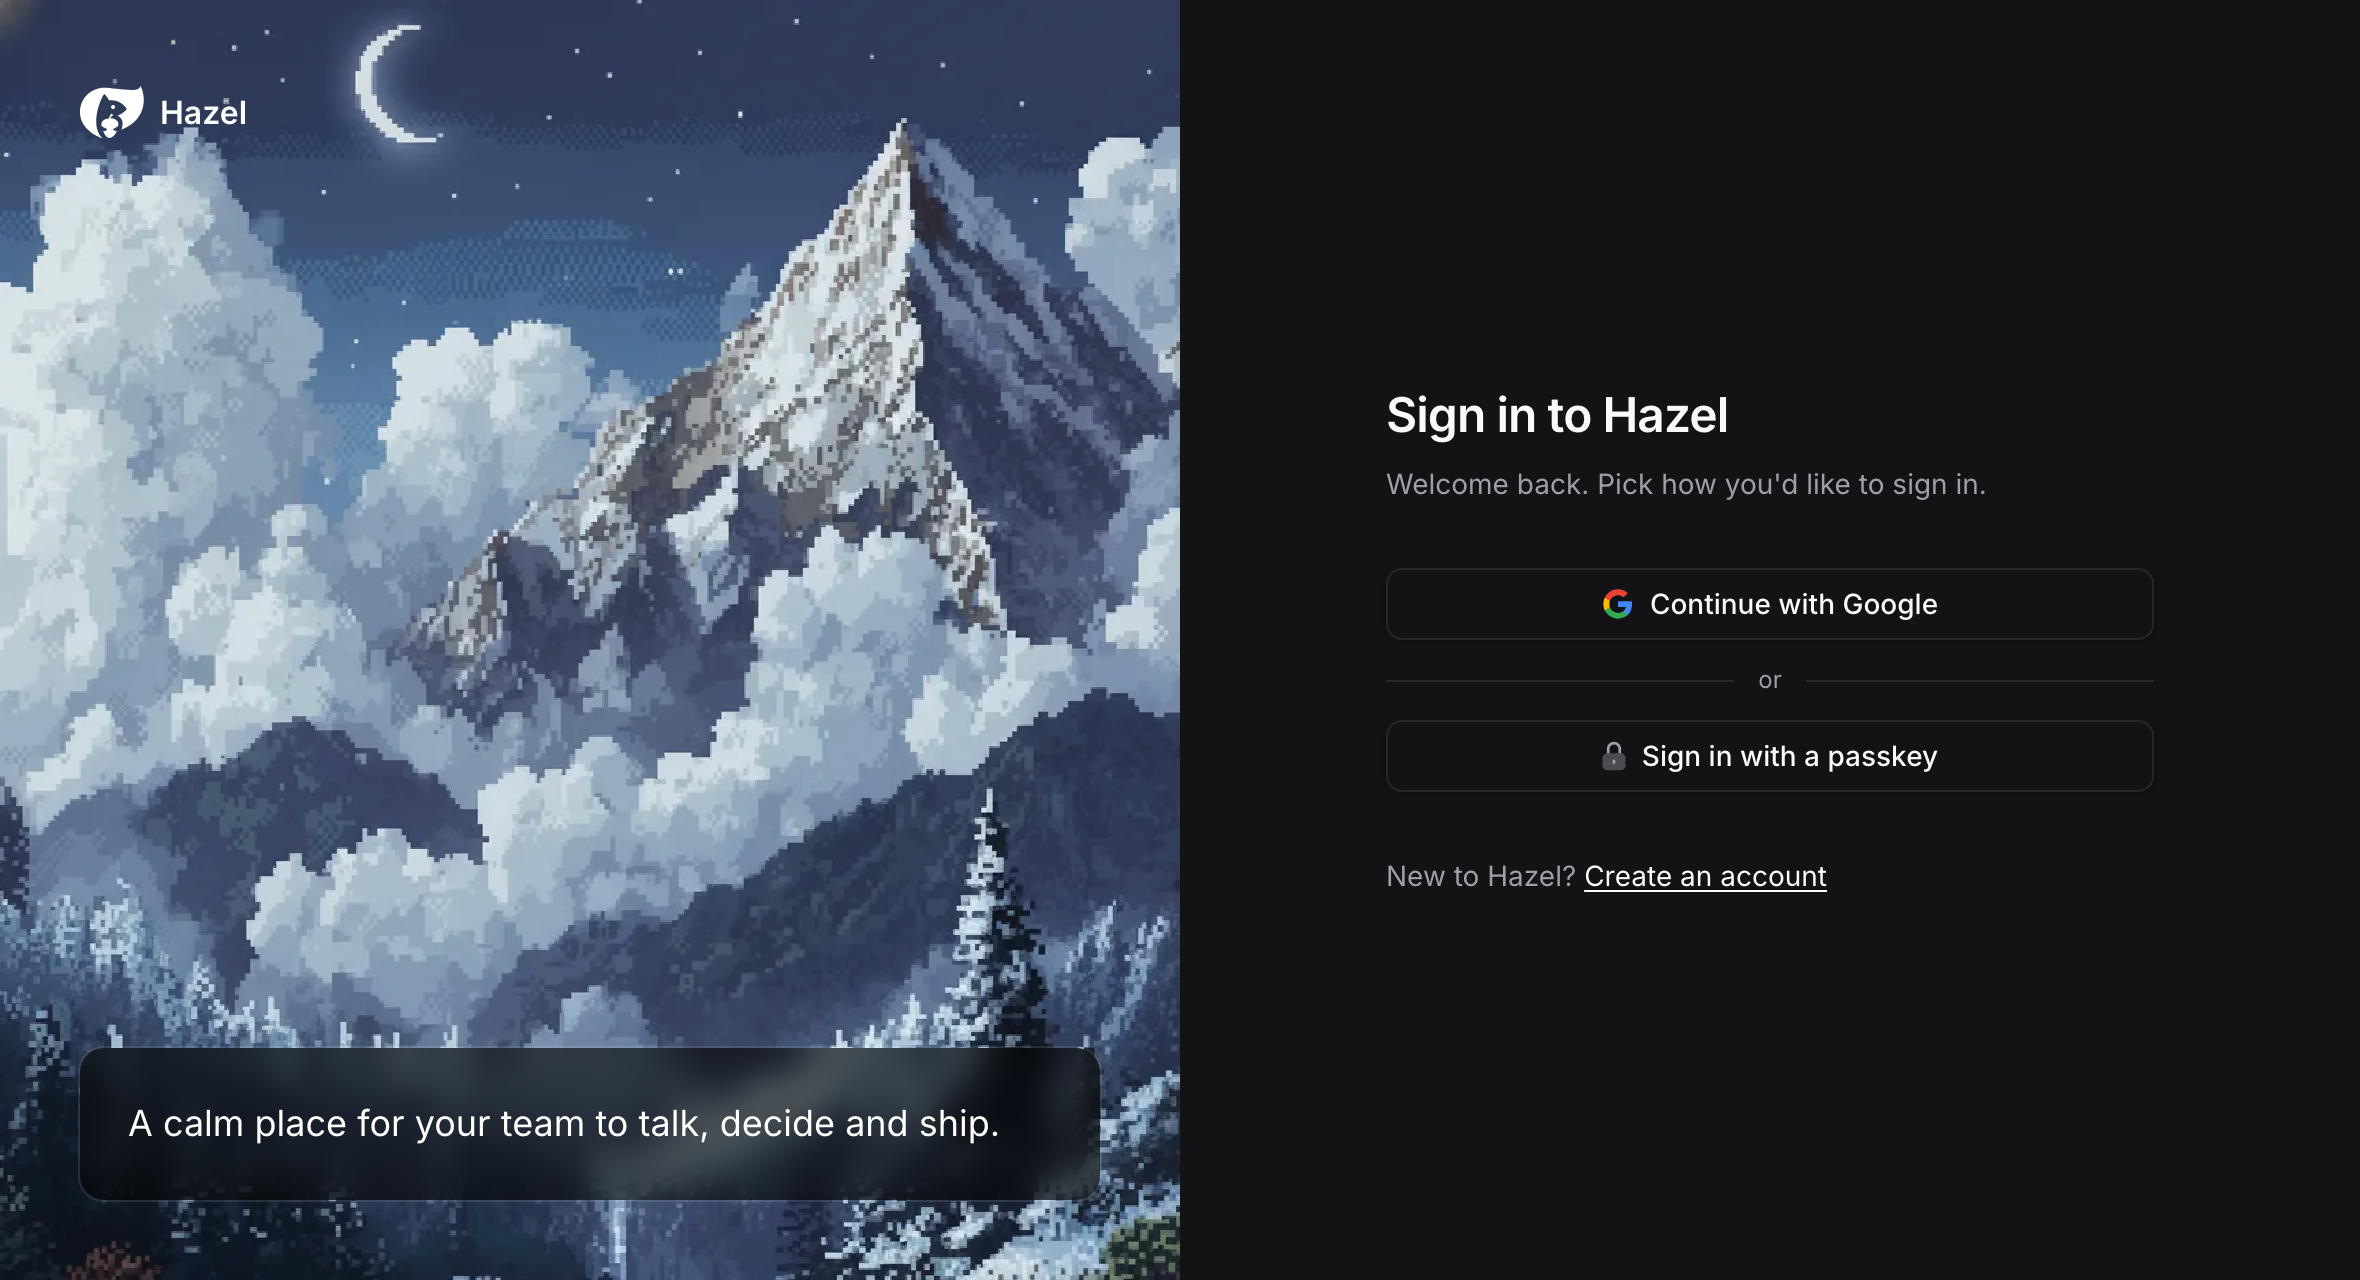 Hazel
A calm place for your team to talk, decide and ship.
Sign in to Hazel
Welcome back. Pick how you'd like to sign in.
Continue with Google
or
Sign in with a passkey
New to Hazel? Create an account